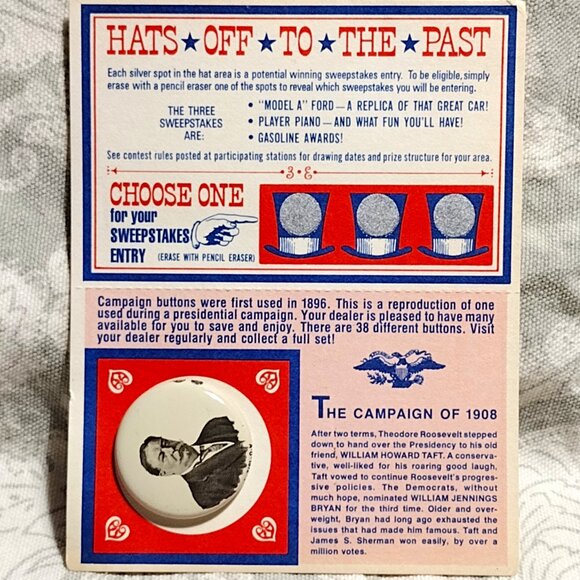 HATS ★ OFF ★ TO ★ THE ★ PAST
Each silver spot in the hat area is a potential winning sweepstakes entry. To be eligible, simply
erase with a pencil eraser one of the spots to reveal which sweepstakes you will be entering.
THE THREE
SWEEPSTAKES
ARE:
• "MODEL A" FORD — A REPLICA OF THAT GREAT CAR!
• PLAYER PIANO — AND WHAT FUN YOU'LL HAVE!
• GASOLINE AWARDS!
See contest rules posted at participating stations for drawing dates and prize structure for your area.
CHOOSE ONE
for your
SWEEPSTAKES
ENTRY (ERASE WITH PENCIL ERASER)
Campaign buttons were first used in 1896. This is a reproduction of one
used during a presidential campaign. Your dealer is pleased to have many
available for you to save and enjoy. There are 38 different buttons. Visit
your dealer regularly and collect a full set!
THE CAMPAIGN OF 1908
After two terms, Theodore Roosevelt stepped
down to hand over the Presidency to his old
friend, WILLIAM HOWARD TAFT. A conserva-
tive, well-liked for his roaring good laugh.
Taft vowed to continue Roosevelt's progres-
sive policies. The Democrats, without
much hope, nominated WILLIAM JENNINGS
BRYAN for the third time. Older and over-
weight, Bryan had long ago exhausted the
issues that had made him famous. Taft and
James S. Sherman won easily, by over a
million votes.